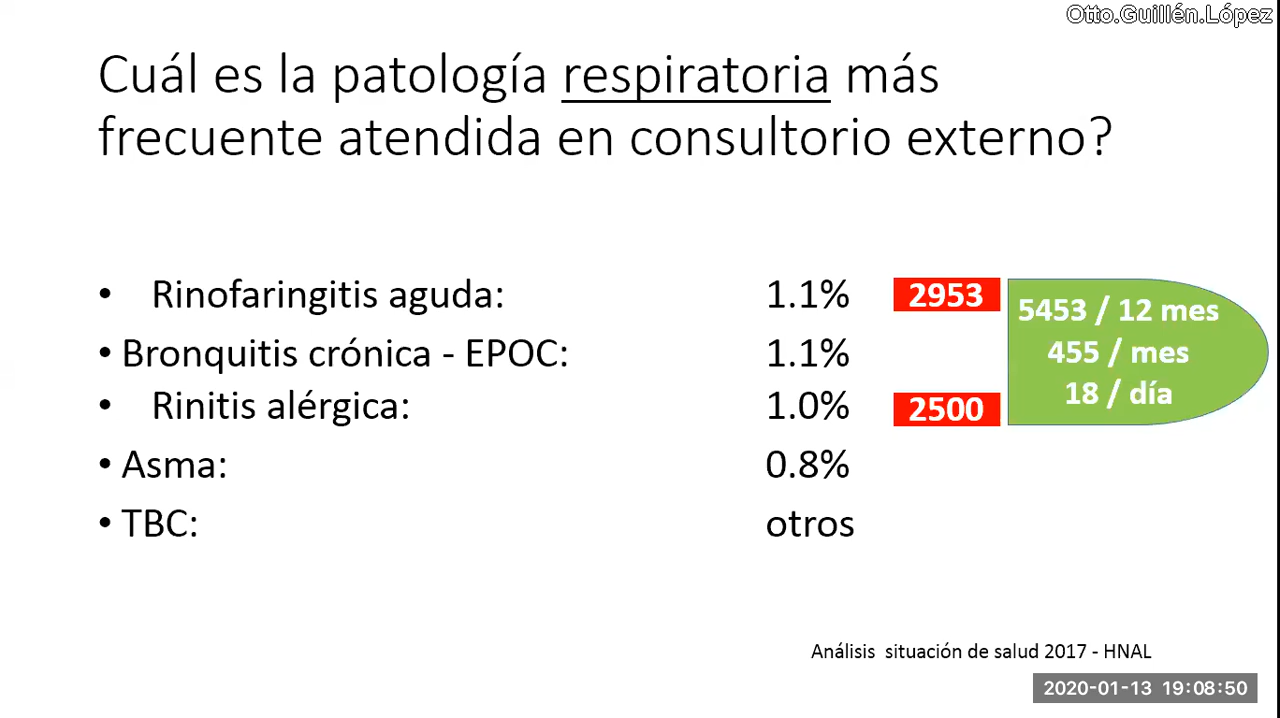 Otto.Guillén.López
Cuál es la patología respiratoria más
frecuente atendida en consultorio externo?
• Rinofaringitis aguda: 1.1% 2953
• Bronquitis crónica - EPOC: 1.1%
• Rinitis alérgica: 1.0% 2500
• Asma: 0.8%
• TBC: otros
5453 / 12 mes
455 / mes
18 / día
Análisis situación de salud 2017 - HNAL
2020-01-13 19:08:50